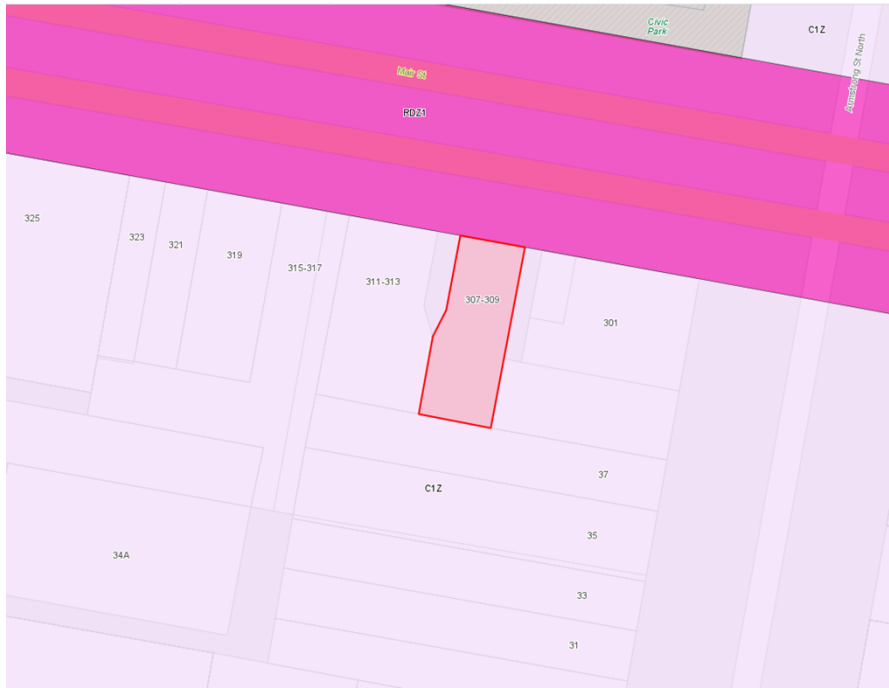 Civic
Park
C1Z
Armstrong St North
Mair St
RDZ1
325
323
321
319
315-317
311-313
307-309
301
37
C1Z
35
34A
33
31